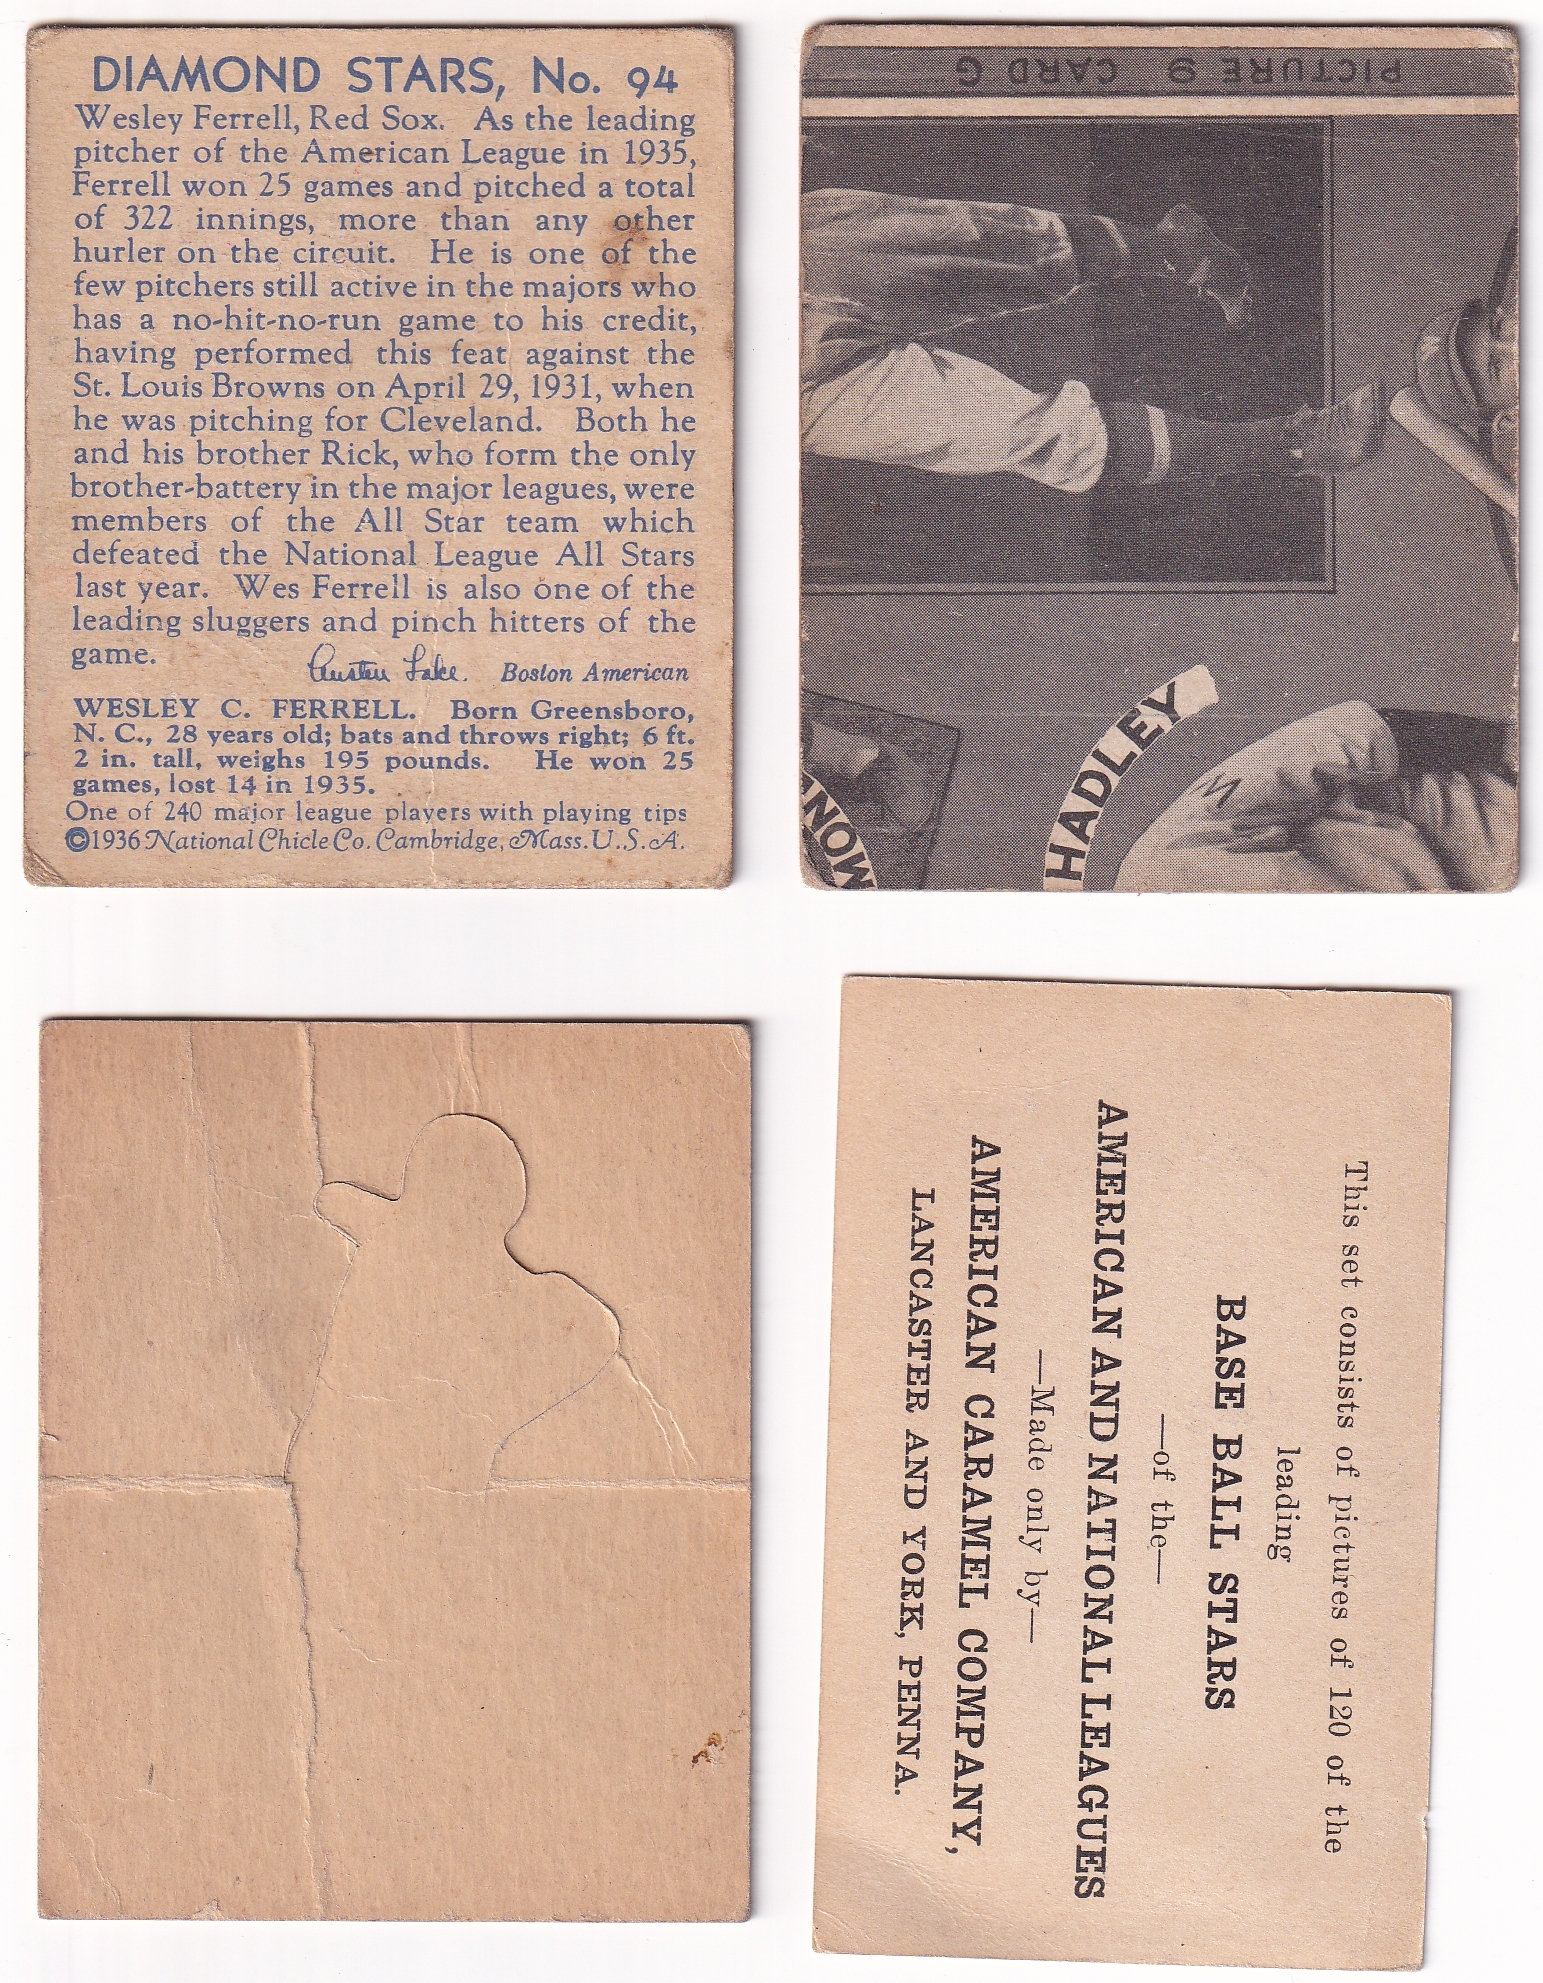 DIAMOND STARS, No. 94
Wesley Ferrell, Red Sox. As the leading
pitcher of the American League in 1935,
Ferrell won 25 games and pitched a total
of 322 innings, more than any other
hurler on the circuit. He is one of the
few pitchers still active in the majors who
has a no-hit-no-run game to his credit,
having performed this feat against the
St. Louis Browns on April 29, 1931, when
he was pitching for Cleveland. Both he
and his brother Rick, who form the only
brother-battery in the major leagues, were
members of the All Star team which
defeated the National League All Stars
last year. Wes Ferrell is also one of the
leading sluggers and pinch hitters of the
game.
Austen Lake. Boston American
WESLEY C. FERRELL. Born Greensboro,
N. C., 28 years old; bats and throws right; 6 ft.
2 in. tall, weighs 195 pounds. He won 25
games, lost 14 in 1935.
One of 240 major league players with playing tips
©1936 National Chicle Co. Cambridge, Mass. U.S.A.
PICTURE 9 CARD G
HADLEY
M
This set consists of pictures of 120 of the
leading
BASE BALL STARS
—of the—
AMERICAN AND NATIONAL LEAGUES
—Made only by—
AMERICAN CARAMEL COMPANY,
LANCASTER AND YORK, PENNA.